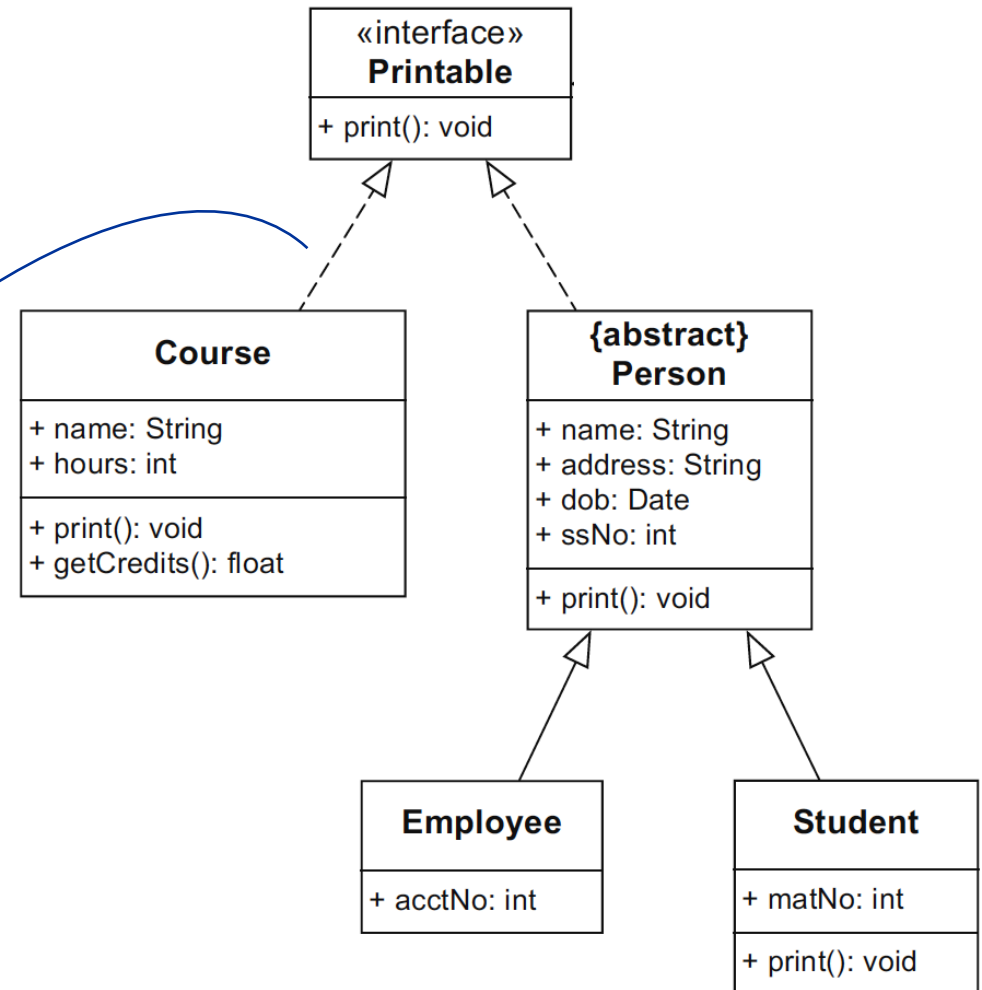 «interface»
Printable
+ print(): void
Course
+ name: String
+ hours: int
+ print(): void
+ getCredits(): float
{abstract}
Person
+ name: String
+ address: String
+ dob: Date
+ ssNo: int
+ print(): void
Employee
+ acctNo: int
Student
+ matNo: int
+ print(): void